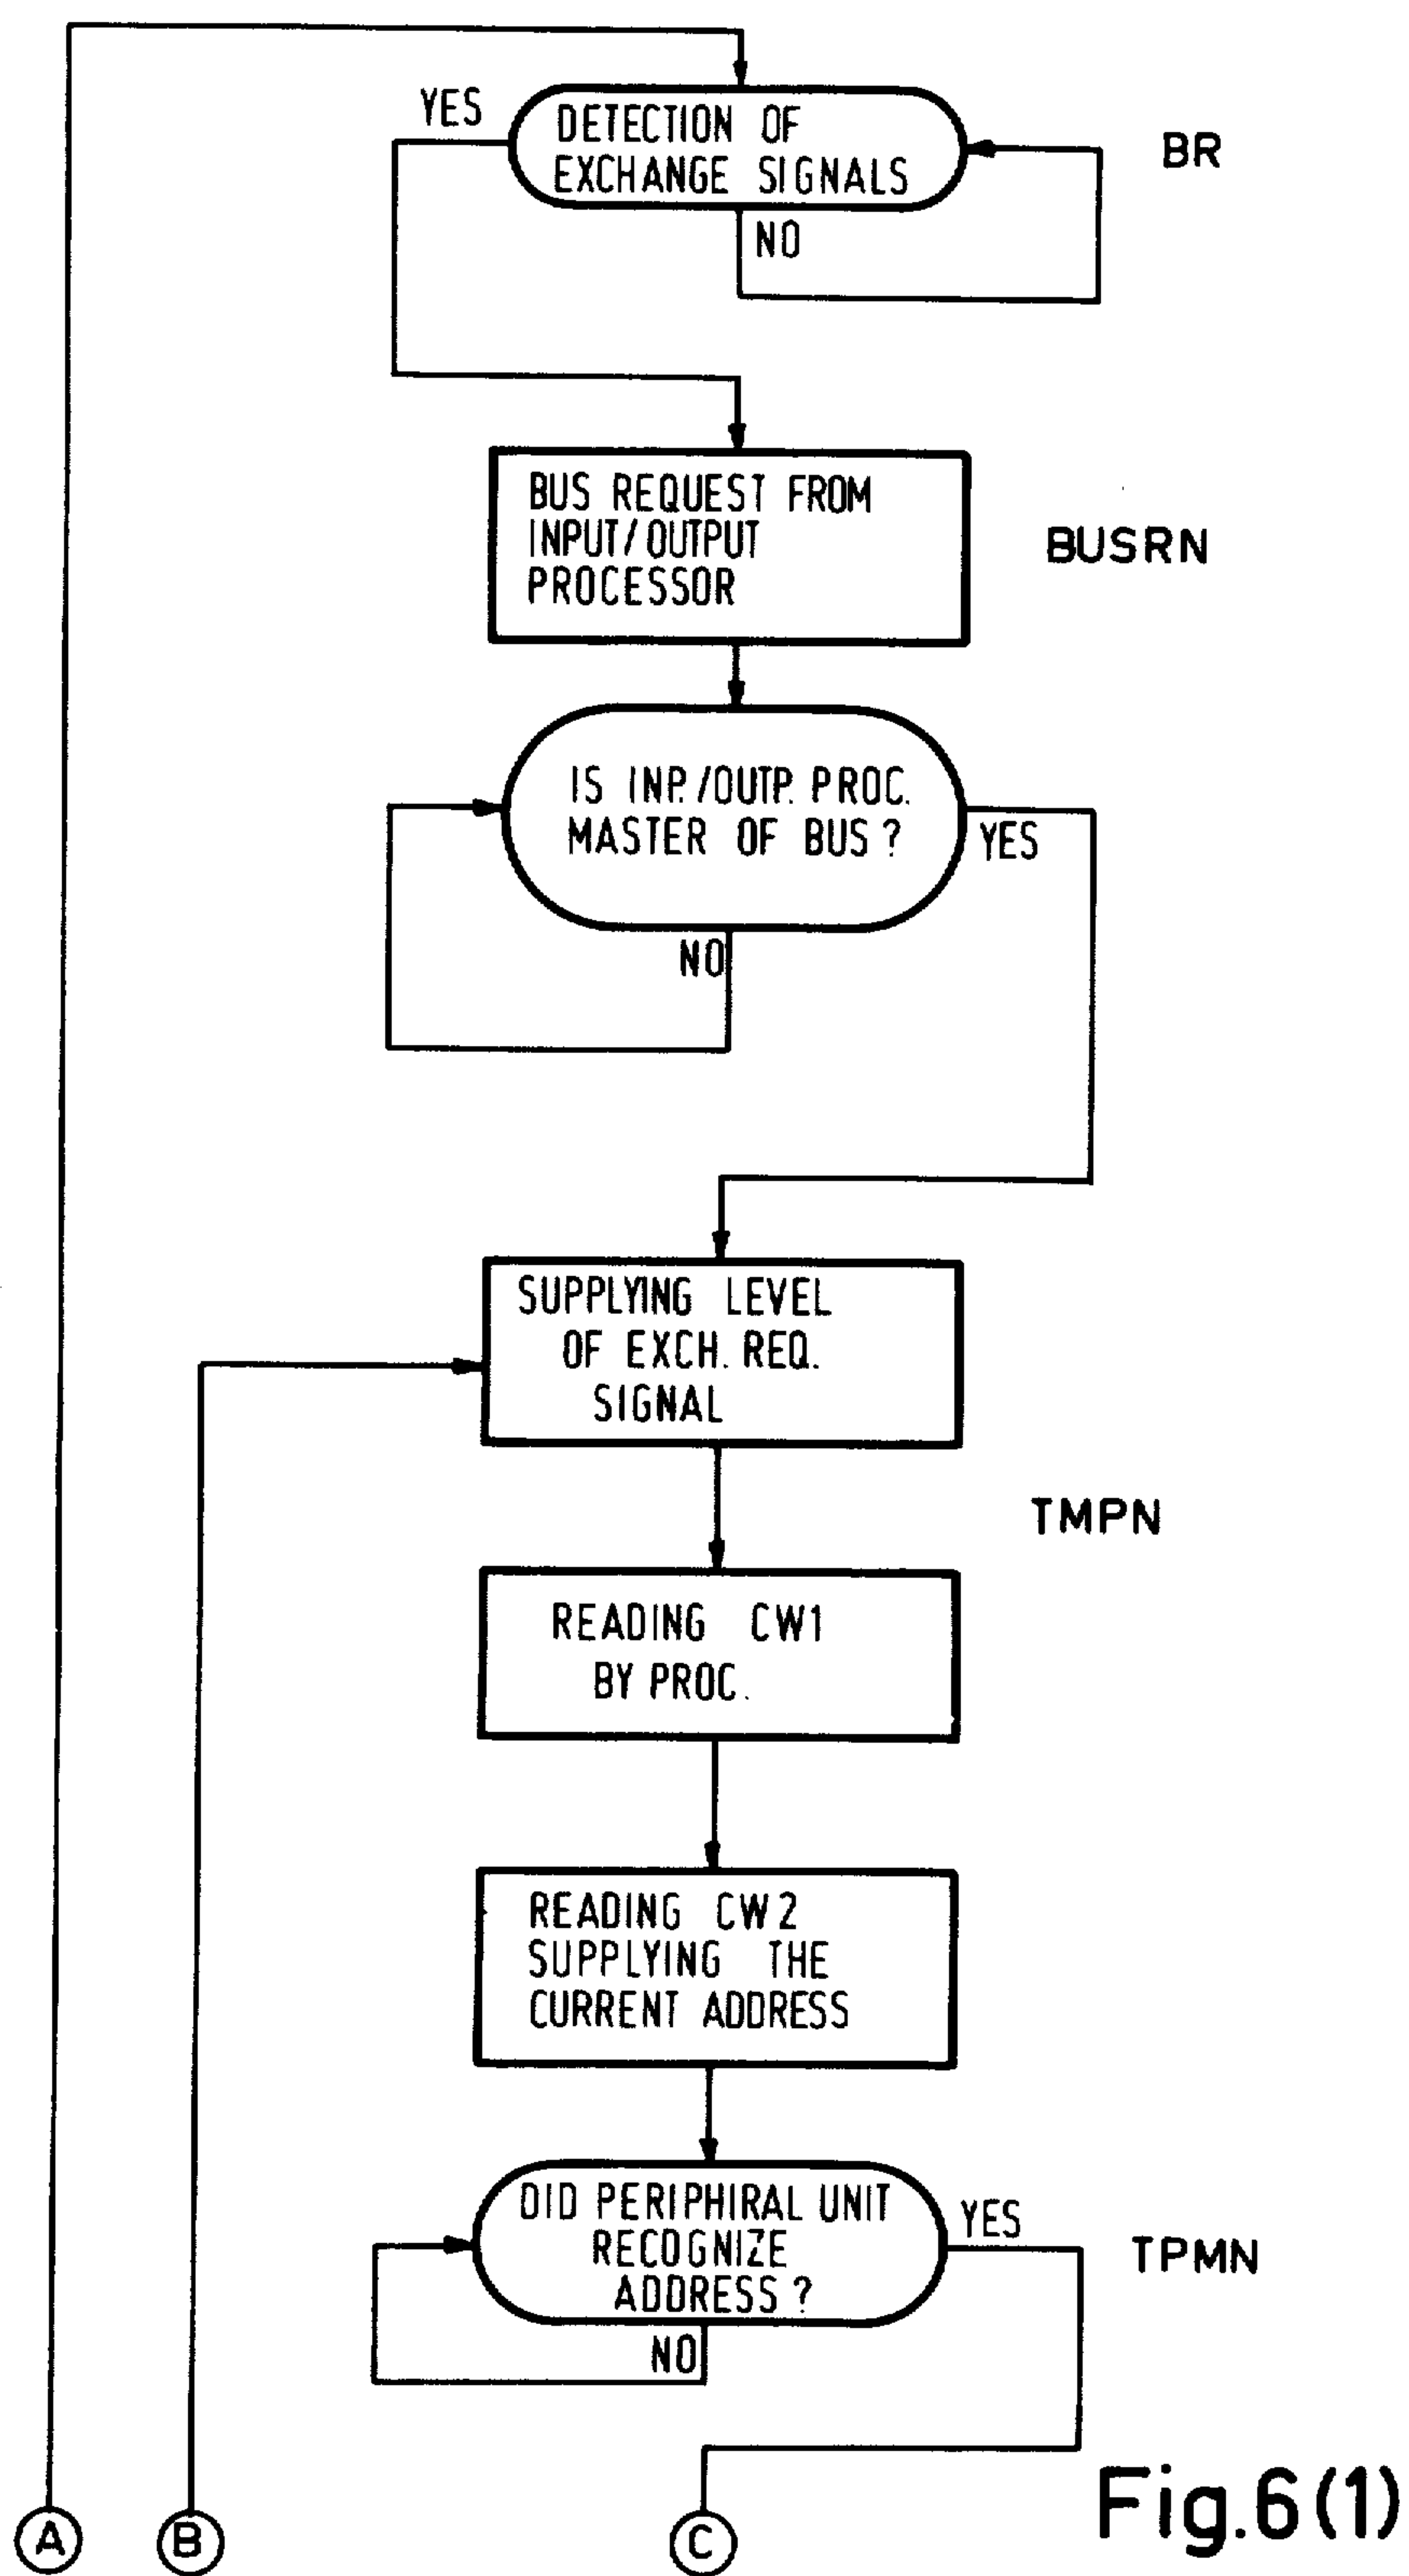 YES
DETECTION OF
EXCHANGE SIGNALS
BR
NO
BUS REQUEST FROM
INPUT/OUTPUT
PROCESSOR
BUSRN
IS INP./OUTP. PROC.
MASTER OF BUS ?
YES
NO
SUPPLYING LEVEL
OF EXCH. REQ.
SIGNAL
TMPN
READING CW1
BY PROC.
READING CW2
SUPPLYING THE
CURRENT ADDRESS
DID PERIPHIRAL UNIT
RECOGNIZE
ADDRESS ?
YES
TPMN
NO
A
B
C
Fig.6(1)